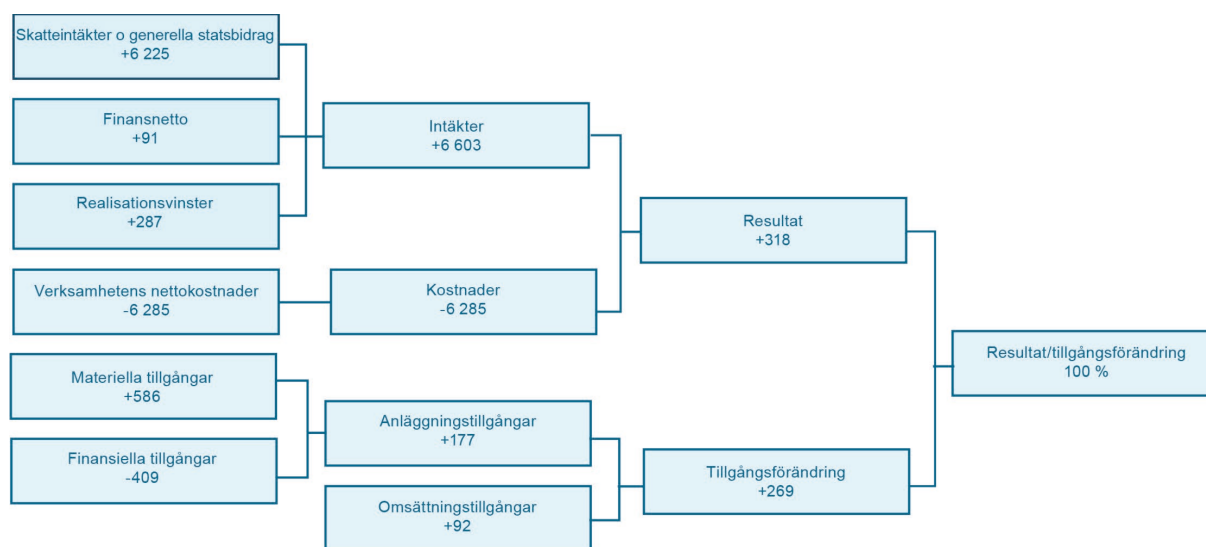 Skatteintäkter o generella statsbidrag
+6 225
Finansnetto
+91
Realisationsvinster
+287
Verksamhetens nettokostnader
-6 285
Materiella tillgångar
+586
Finansiella tillgångar
-409
Intäkter
+6 603
Kostnader
-6 285
Anläggningstillgångar
+177
Omsättningstillgångar
+92
Resultat
+318
Tillgångsförändring
+269
Resultat/tillgångsförändring
100 %